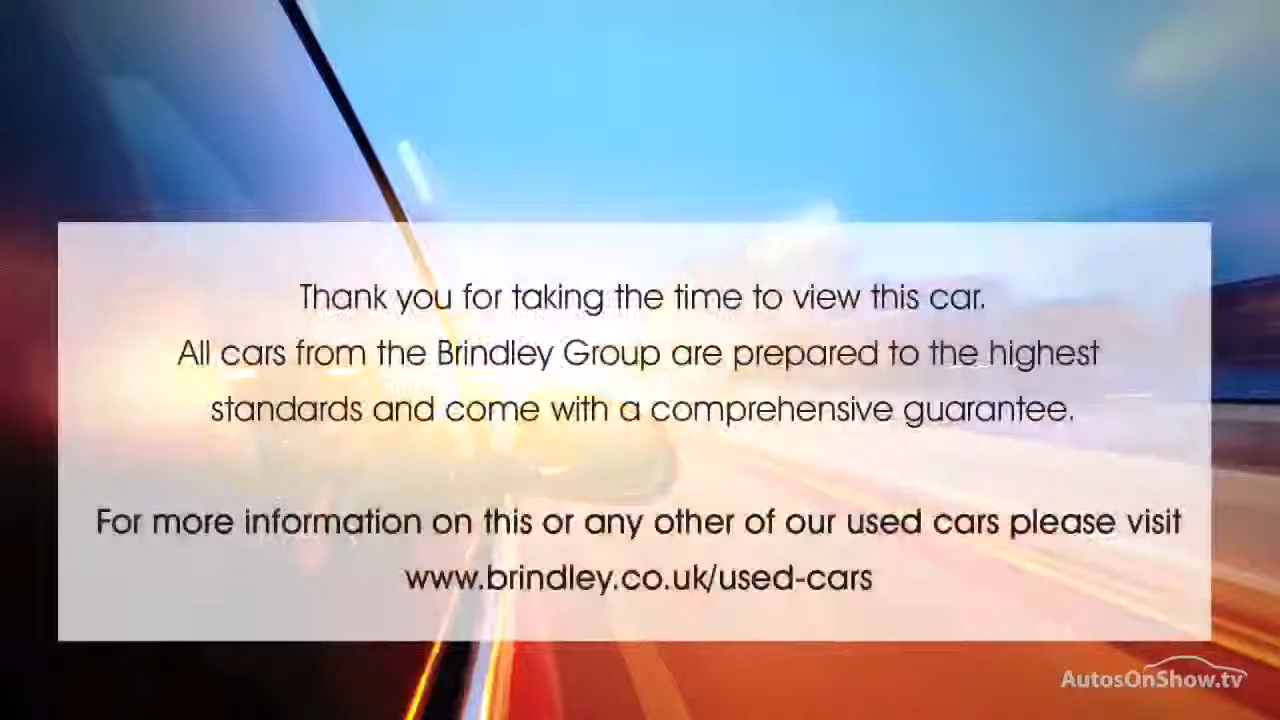 Thank you for taking the time to view this car.
All cars from the Brindley Group are prepared to the highest
standards and come with a comprehensive guarantee.
For more information on this or any other of our used cars please visit
www.brindley.co.uk/used-cars
AutosOnShow.tv